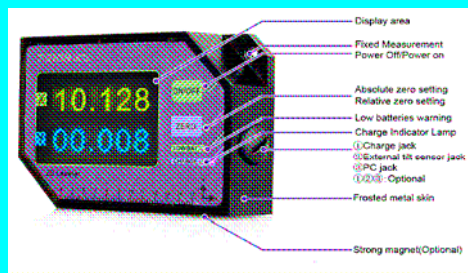 Display area
Fixed Measurement
Power Off/Power on
ON/OFF
10.128
Absolute zero setting
Relative zero setting
ZERO
00.008
Low batteries warning
Charge Indicator Lamp
①Charge jack
②External tilt sensor jack
③PC jack
①②③: Optional
Frosted metal skin
Strong magnet(Optional)